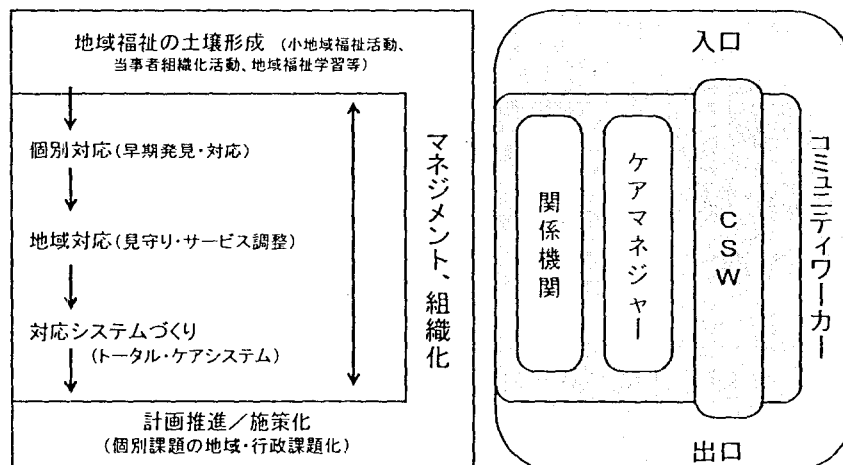 地域福祉の土壌形成 (小地域福祉活動、
当事者組織化活動、地域福祉学習等)
個別対応(早期発見・対応)
地域対応(見守り・サービス調整)
対応システムづくり
(トータル・ケアシステム)
計画推進/施策化
(個別課題の地域・行政課題化)
マネジメント、組織化
入口
関係機関
ケアマネジャー
CSW
コミュニティワーカー
出口